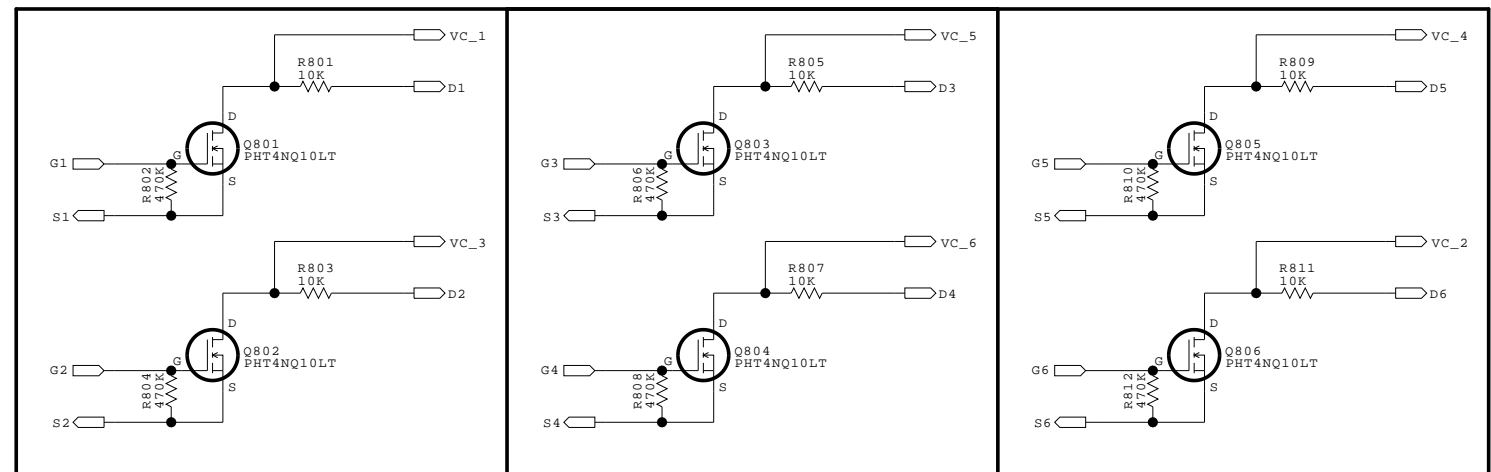 VC_1
R801
10K
D1
D
Q801
PHT4NQ10LT
G1
G
R802
470K
S
S1
VC_3
R803
10K
D2
D
Q802
PHT4NQ10LT
G2
G
R804
470K
S
S2
VC_5
R805
10K
D3
D
Q803
PHT4NQ10LT
G3
G
R806
470K
S
S3
VC_6
R807
10K
D4
D
Q804
PHT4NQ10LT
G4
G
R808
470K
S
S4
VC_4
R809
10K
D5
D
Q805
PHT4NQ10LT
G5
G
R810
470K
S
S5
VC_2
R811
10K
D6
D
Q806
PHT4NQ10LT
G6
G
R812
470K
S
S6